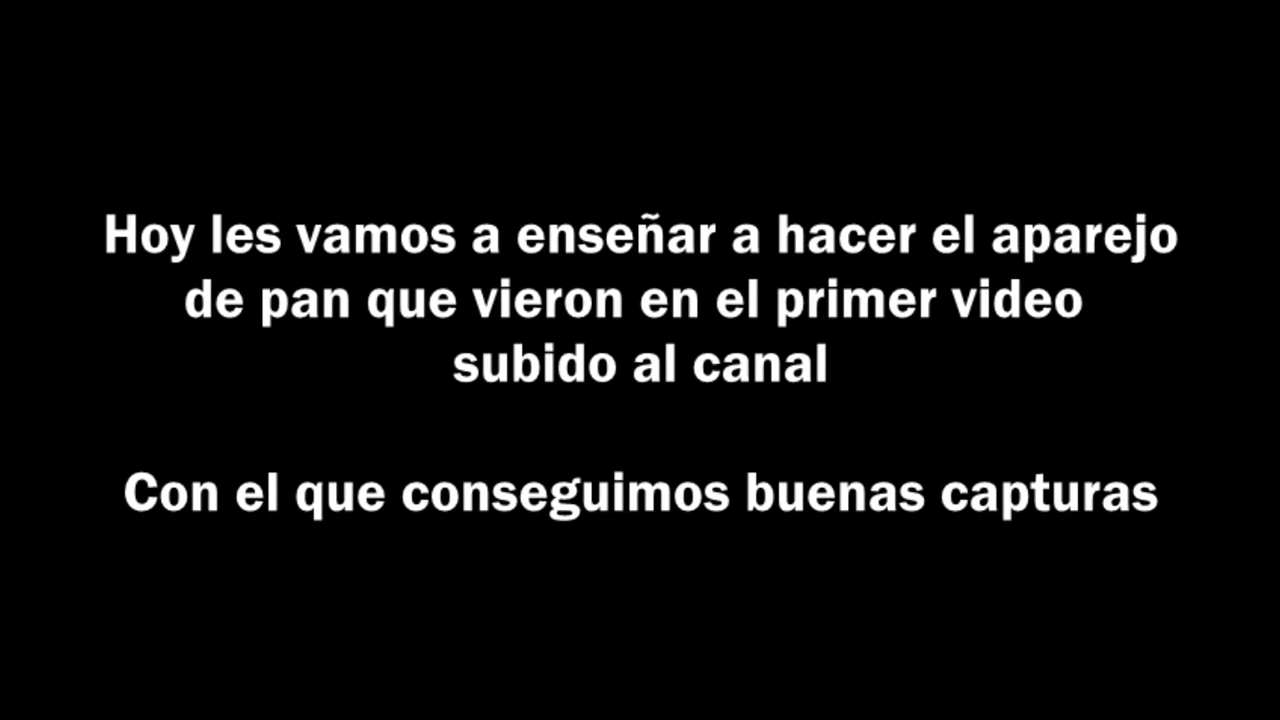 Hoy les vamos a enseñar a hacer el aparejo
de pan que vieron en el primer video
subido al canal
Con el que conseguimos buenas capturas